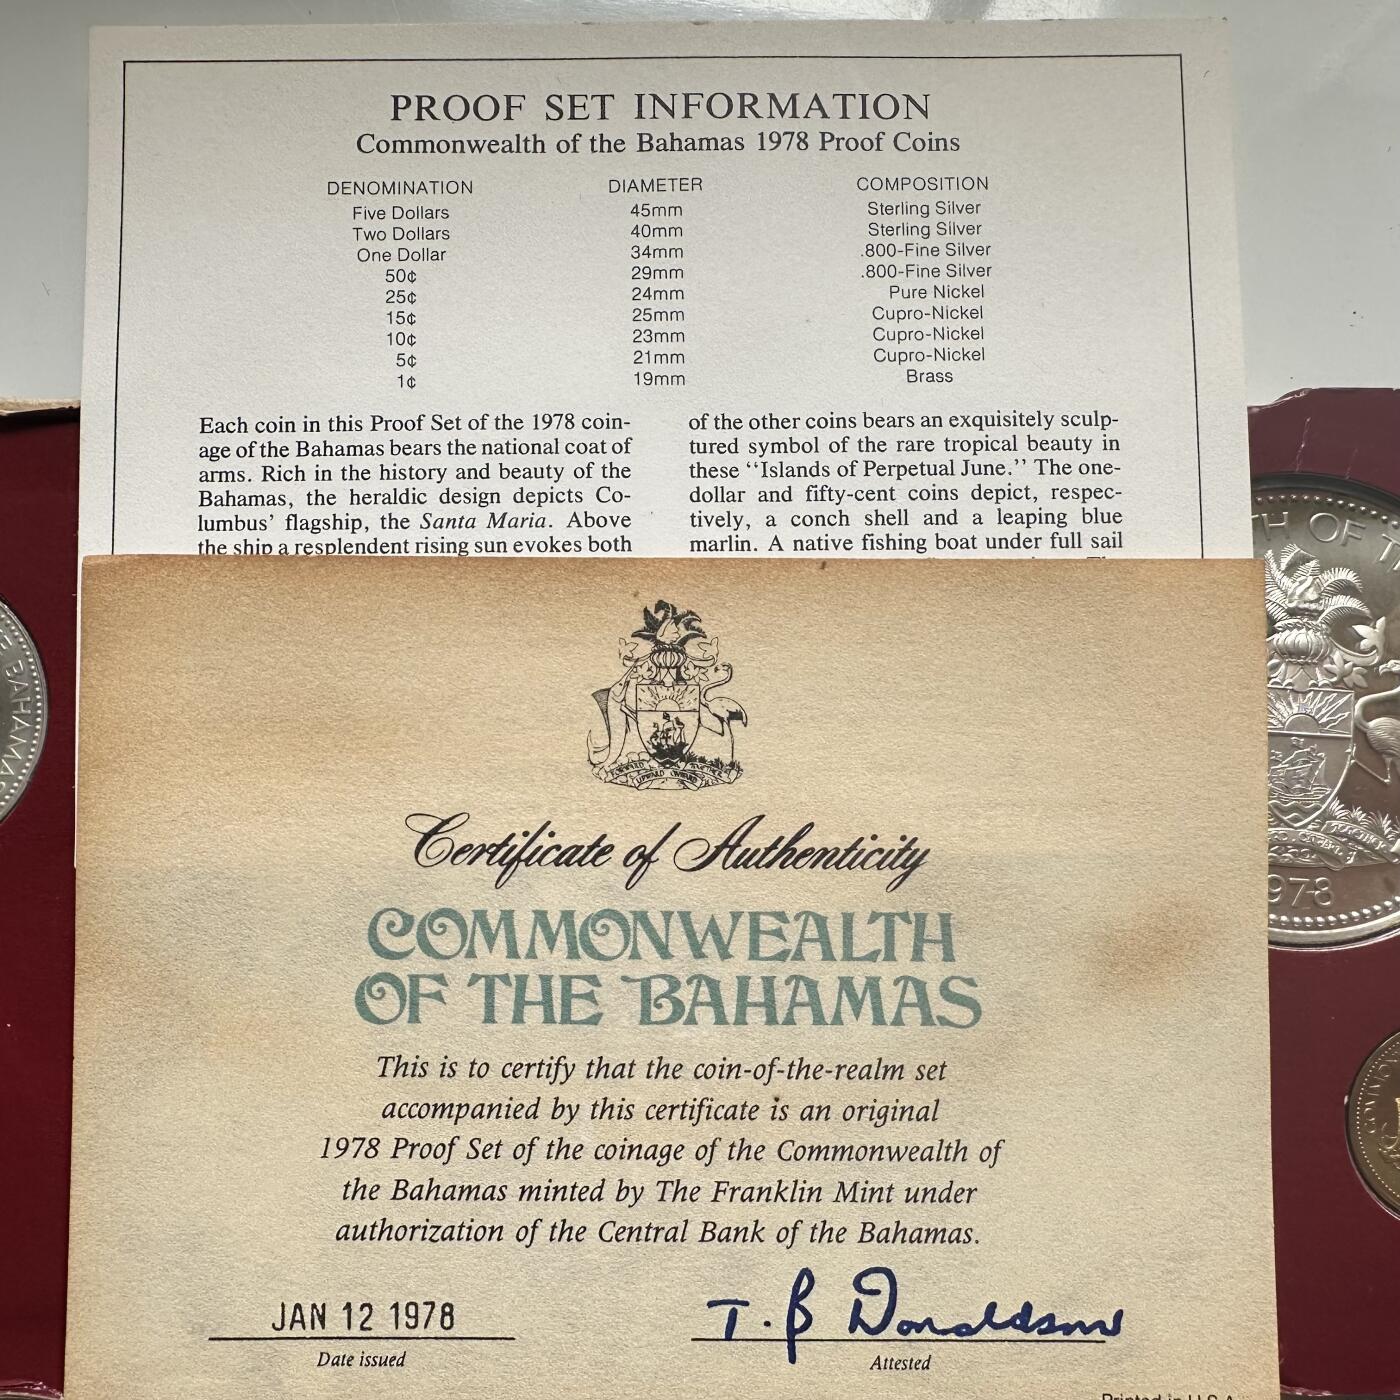 PROOF SET INFORMATION
Commonwealth of the Bahamas 1978 Proof Coins
DENOMINATION DIAMETER COMPOSITION
Five Dollars 45mm Sterling Silver
Two Dollars 40mm Sterling Silver
One Dollar 34mm .800-Fine Silver
50¢ 29mm .800-Fine Silver
25¢ 24mm Pure Nickel
15¢ 25mm Cupro-Nickel
10¢ 23mm Cupro-Nickel
5¢ 21mm Cupro-Nickel
1¢ 19mm Brass
Each coin in this Proof Set of the 1978 coin-
age of the Bahamas bears the national coat of
arms. Rich in the history and beauty of the
Bahamas, the heraldic design depicts Co-
lumbus' flagship, the Santa Maria. Above
the ship a resplendent rising sun evokes both
of the other coins bears an exquisitely sculp-
tured symbol of the rare tropical beauty in
these “Islands of Perpetual June.” The one-
dollar and fifty-cent coins depict, respec-
tively, a conch shell and a leaping blue
marlin. A native fishing boat under full sail
BAHAMAS
TH OF T
978
Certificate of Authenticity
COMMONWEALTH
OF THE BAHAMAS
This is to certify that the coin-of-the-realm set
accompanied by this certificate is an original
1978 Proof Set of the coinage of the Commonwealth of
the Bahamas minted by The Franklin Mint under
authorization of the Central Bank of the Bahamas.
JAN 12 1978
Date issued
T. B Donaldson
Attested
Printed in U.S.A.